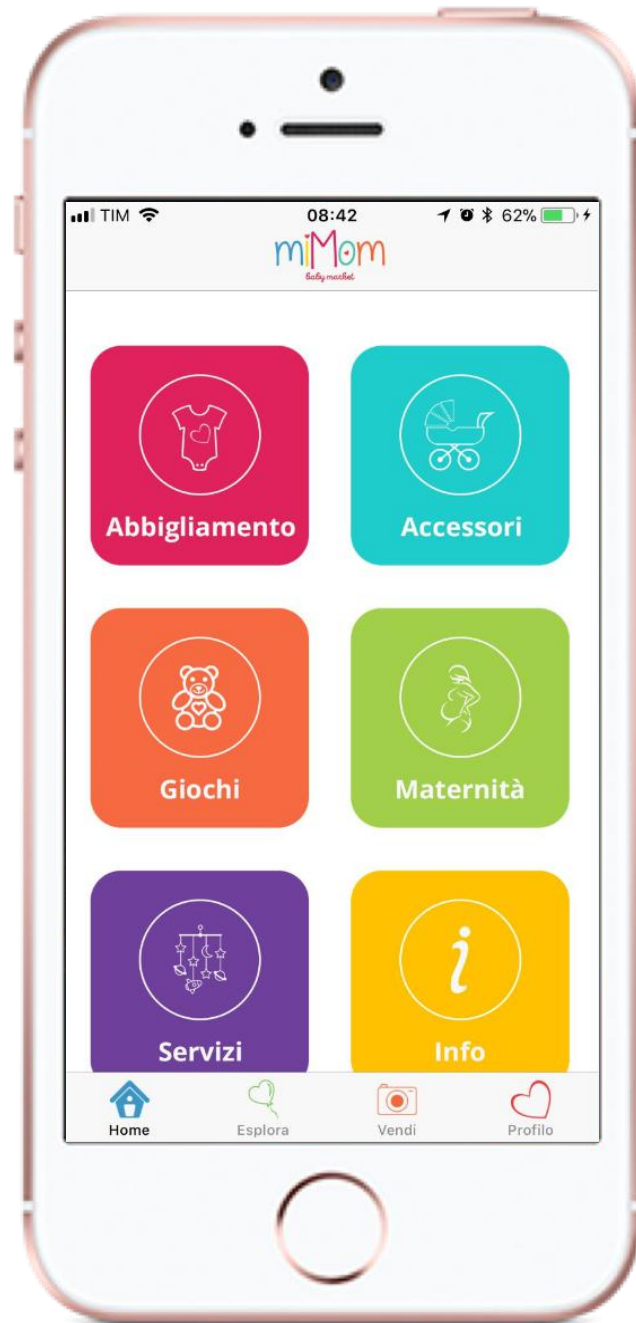 TIM 08:42 62%
miMom
baby market
Abbigliamento Accessori
Giochi Maternità
Servizi Info
Home Esplora Vendi Profilo